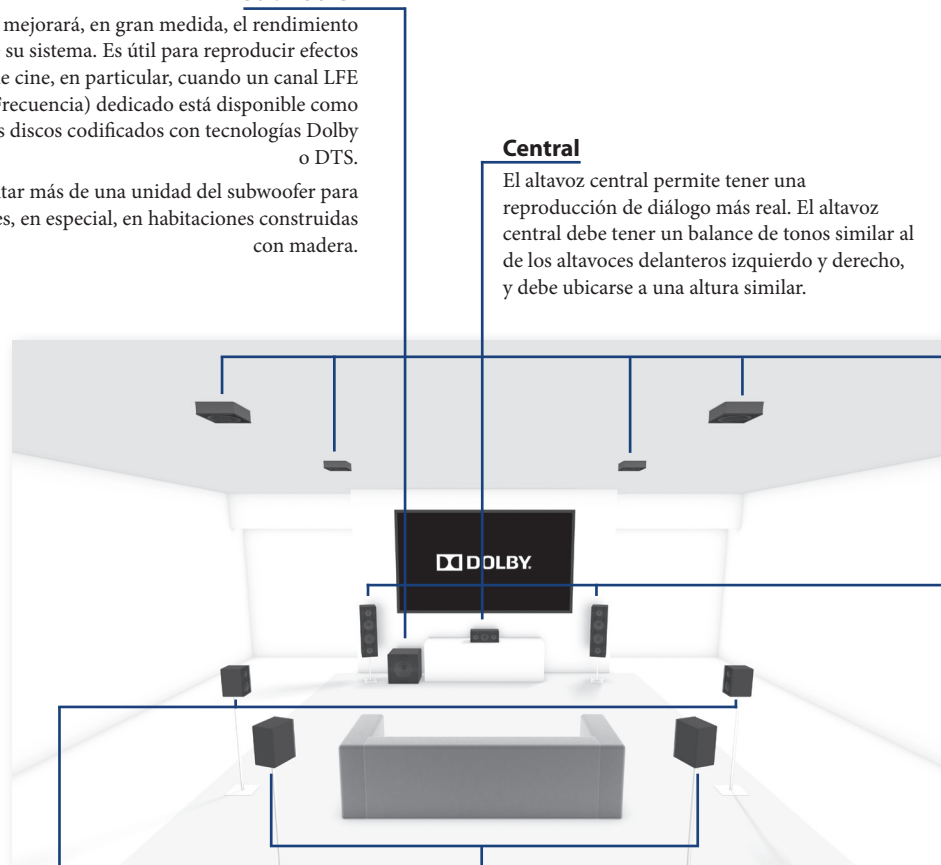 mejorará, en gran medida, el rendimiento
su sistema. Es útil para reproducir efectos
cine, en particular, cuando un canal LFE
recuencia) dedicado está disponible como
s discos codificados con tecnologías Dolby
o DTS.
tar más de una unidad del subwoofer para
es, en especial, en habitaciones construidas
con madera.
Central
El altavoz central permite tener una
reproducción de diálogo más real. El altavoz
central debe tener un balance de tonos similar al
de los altavoces delanteros izquierdo y derecho,
y debe ubicarse a una altura similar.
DOLBY.